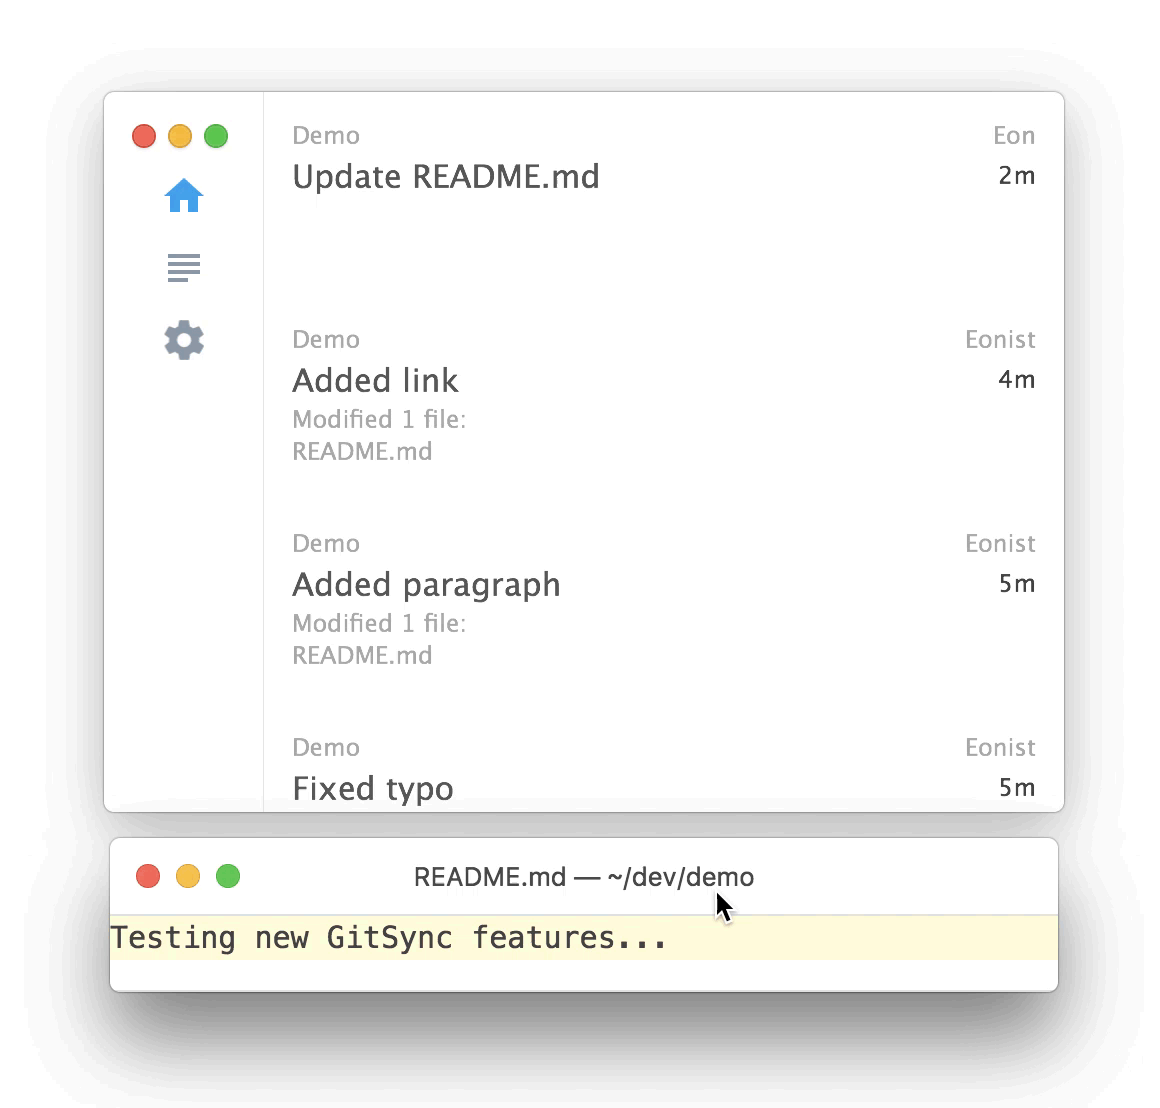 Demo Eon
Update README.md 2m
Demo Eonist
Added link 4m
Modified 1 file:
README.md
Demo Eonist
Added paragraph 5m
Modified 1 file:
README.md
Demo Eonist
Fixed typo 5m
README.md — ~/dev/demo
Testing new GitSync features...